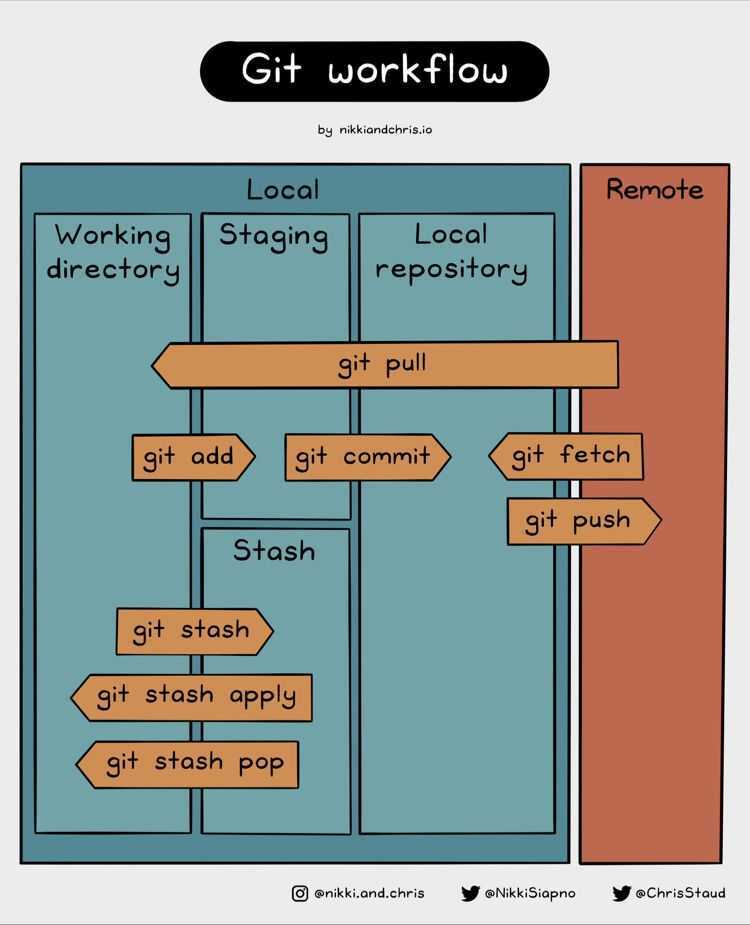 Git workflow
by nikkiandchris.io
Local
Remote
Working
directory
Staging
Local
repository
git pull
git add
git commit
git fetch
git push
Stash
git stash
git stash apply
git stash pop
@nikki.and.chris
@NikkiSiapno
@ChrisStaud